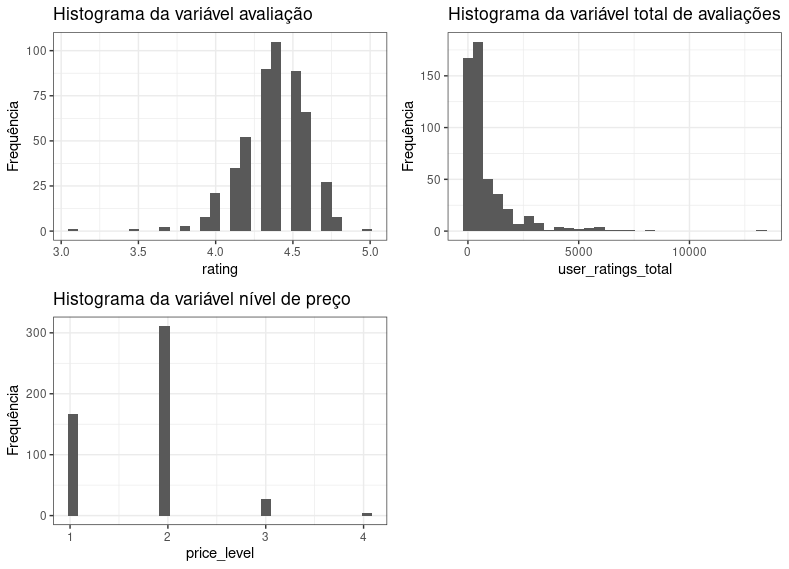 Histograma da variável avaliação
100
75
50
25
0
Frequência
3.0 3.5 4.0 4.5 5.0
rating
Histograma da variável total de avaliações
150
100
50
0
Frequência
0 5000 10000
user_ratings_total
Histograma da variável nível de preço
300
200
100
0
Frequência
1 2 3 4
price_level